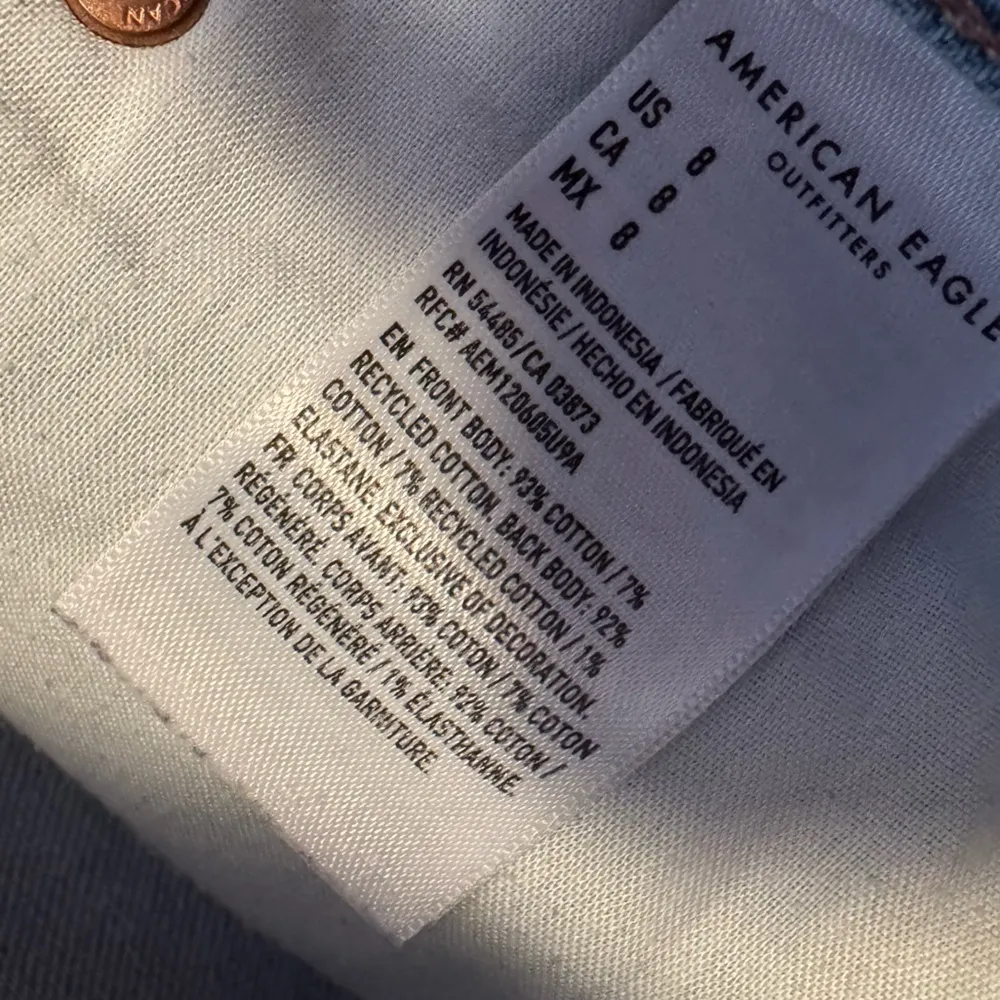 AMERICAN EAGLE
OUTFITTERS
US 8
CA 8
MX 8
MADE IN INDONESIA / FABRIQUÉ EN
INDONÉSIE / HECHO EN INDONESIA
RN 54485 / CA 03873
RFC# AEM120605U9A
EN FRONT BODY: 93% COTTON / 7%
RECYCLED COTTON. BACK BODY: 92%
COTTON / 7% RECYCLED COTTON / 1%
ELASTANE. EXCLUSIVE OF DECORATION.
FR CORPS AVANT: 93% COTON / 7% COTON
RÉGÉNÉRÉ. CORPS ARRIÈRE: 92% COTON /
7% COTON RÉGÉNÉRÉ / 1% ÉLASTHANNE.
À L'EXCEPTION DE LA GARNITURE.